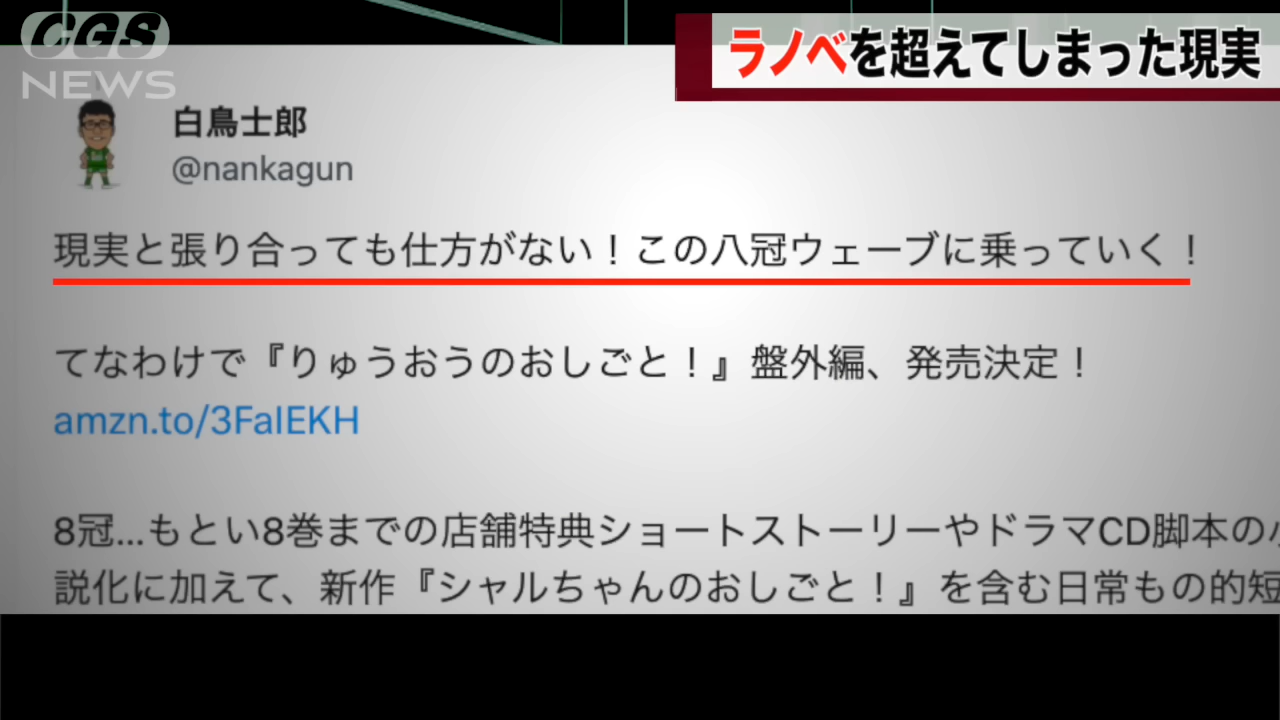 CGS
NEWS
ラノベを超えてしまった現実
白鳥士郎
@nankagun
現実と張り合っても仕方がない！この八冠ウェーブに乗っていく！
てなわけで『りゅうおうのおしごと！』盤外編、発売決定！
amzn.to/3FaIEKH
8冠…もとい8巻までの店舗特典ショートストーリーやドラマCD脚本の
説化に加えて、新作『シャルちゃんのおしごと！』を含む日常もの的短